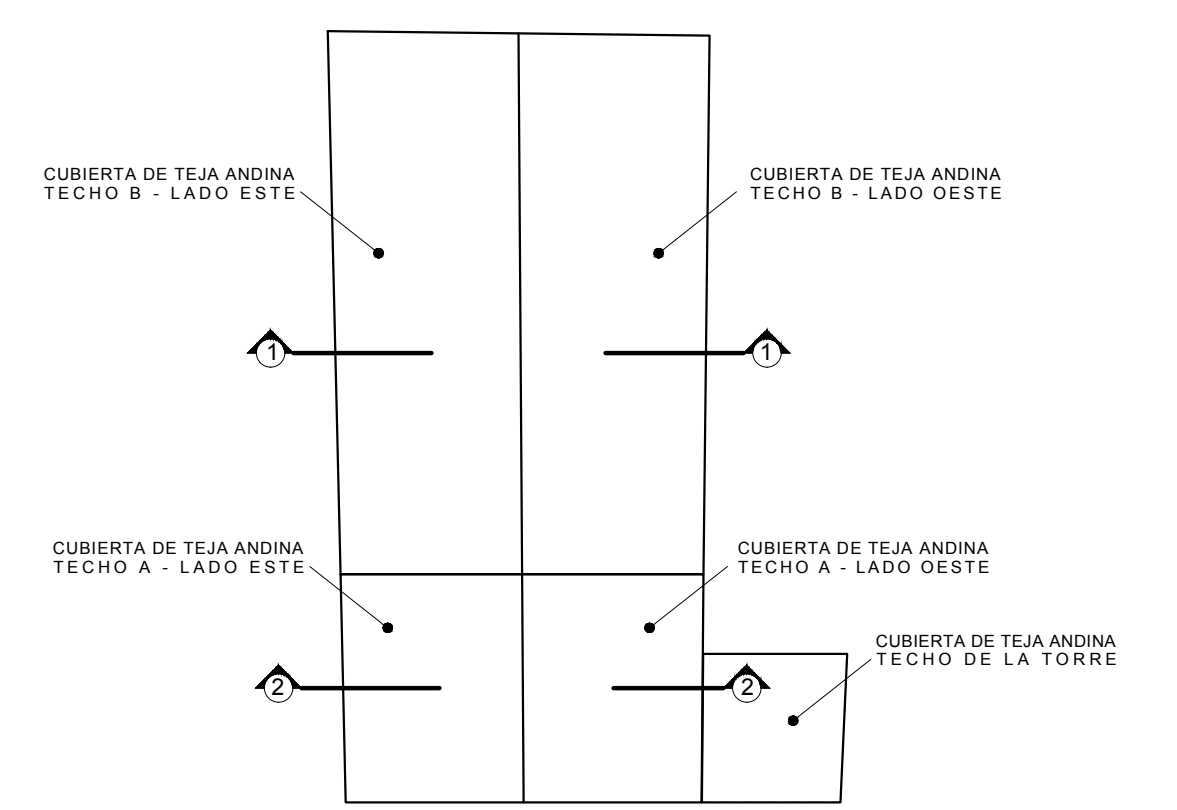 CUBIERTA DE TEJA ANDINA
TECHO B - LADO ESTE
CUBIERTA DE TEJA ANDINA
TECHO B - LADO OESTE
1
1
CUBIERTA DE TEJA ANDINA
TECHO A - LADO ESTE
CUBIERTA DE TEJA ANDINA
TECHO A - LADO OESTE
CUBIERTA DE TEJA ANDINA
TECHO DE LA TORRE
2
2